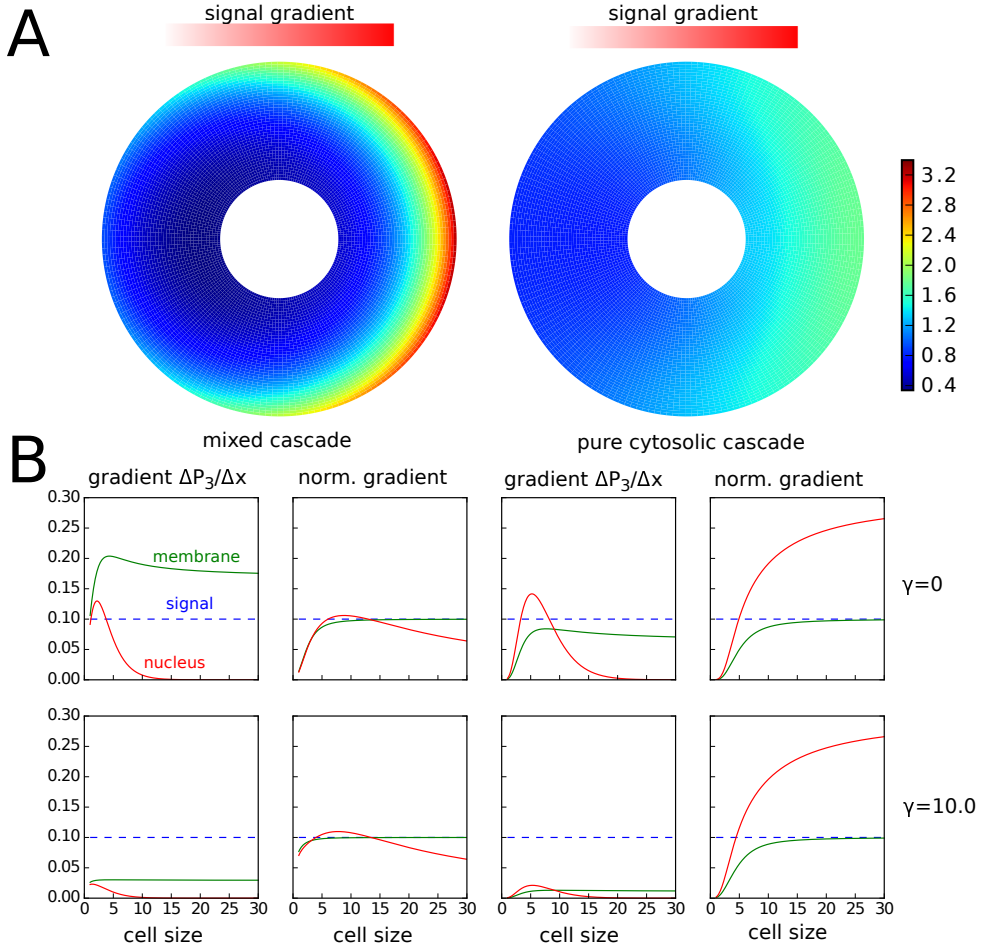 A
signal gradient
signal gradient
3.2
2.8
2.4
2.0
1.6
1.2
0.8
0.4
mixed cascade
pure cytosolic cascade
B
gradient ΔP₃/Δx
norm. gradient
gradient ΔP₃/Δx
norm. gradient
0.30
0.25
0.20
0.15
0.10
0.05
0.00
membrane
signal
nucleus
γ=0
0.30
0.25
0.20
0.15
0.10
0.05
0.00
γ=10.0
0 5 10 15 20 25 30
0 5 10 15 20 25 30
0 5 10 15 20 25 30
0 5 10 15 20 25 30
cell size
cell size
cell size
cell size